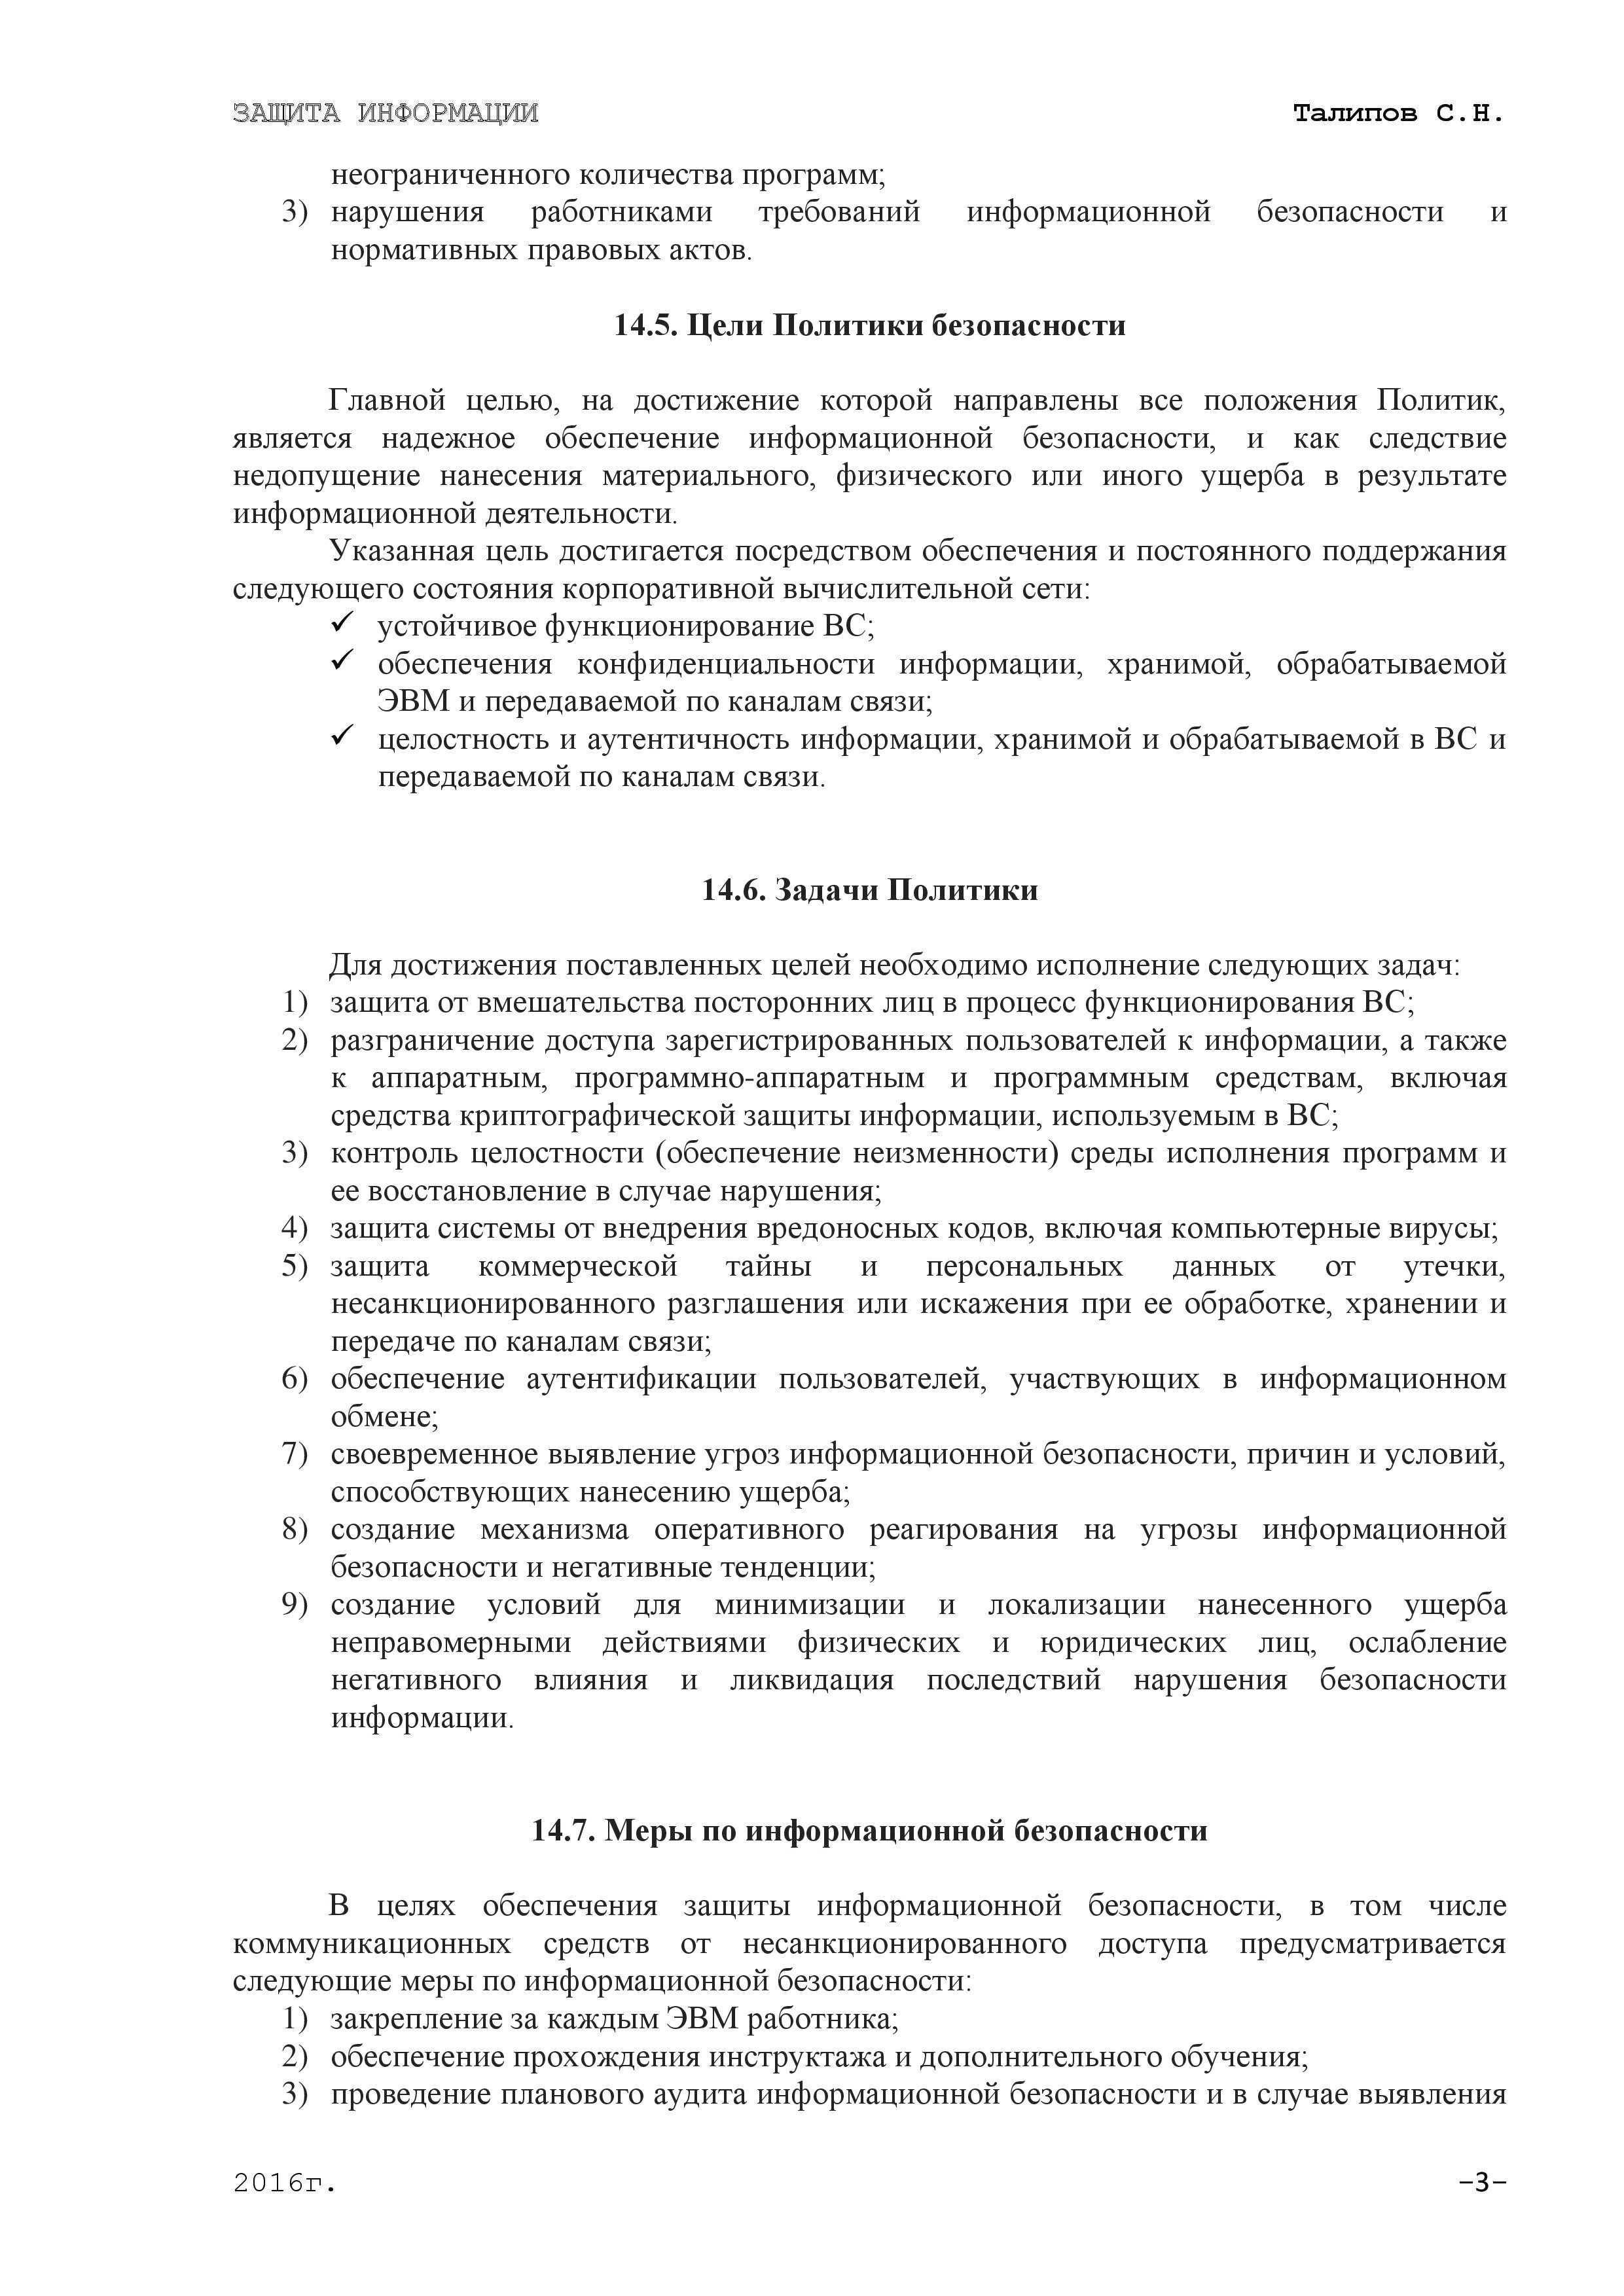 ЗАЩИТА ИНФОРМАЦИИ Талипов С.Н.
неограниченного количества программ;
3) нарушения работниками требований информационной безопасности и
нормативных правовых актов.
14.5. Цели Политики безопасности
Главной целью, на достижение которой направлены все положения Политик,
является надежное обеспечение информационной безопасности, и как следствие
недопущение нанесения материального, физического или иного ущерба в результате
информационной деятельности.
Указанная цель достигается посредством обеспечения и постоянного поддержания
следующего состояния корпоративной вычислительной сети:
✓ устойчивое функционирование ВС;
✓ обеспечения конфиденциальности информации, хранимой, обрабатываемой
ЭВМ и передаваемой по каналам связи;
✓ целостность и аутентичность информации, хранимой и обрабатываемой в ВС и
передаваемой по каналам связи.
14.6. Задачи Политики
Для достижения поставленных целей необходимо исполнение следующих задач:
1) защита от вмешательства посторонних лиц в процесс функционирования ВС;
2) разграничение доступа зарегистрированных пользователей к информации, а также
к аппаратным, программно-аппаратным и программным средствам, включая
средства криптографической защиты информации, используемым в ВС;
3) контроль целостности (обеспечение неизменности) среды исполнения программ и
ее восстановление в случае нарушения;
4) защита системы от внедрения вредоносных кодов, включая компьютерные вирусы;
5) защита коммерческой тайны и персональных данных от утечки,
несанкционированного разглашения или искажения при ее обработке, хранении и
передаче по каналам связи;
6) обеспечение аутентификации пользователей, участвующих в информационном
обмене;
7) своевременное выявление угроз информационной безопасности, причин и условий,
способствующих нанесению ущерба;
8) создание механизма оперативного реагирования на угрозы информационной
безопасности и негативные тенденции;
9) создание условий для минимизации и локализации нанесенного ущерба
неправомерными действиями физических и юридических лиц, ослабление
негативного влияния и ликвидация последствий нарушения безопасности
информации.
14.7. Меры по информационной безопасности
В целях обеспечения защиты информационной безопасности, в том числе
коммуникационных средств от несанкционированного доступа предусматривается
следующие меры по информационной безопасности:
1) закрепление за каждым ЭВМ работника;
2) обеспечение прохождения инструктажа и дополнительного обучения;
3) проведение планового аудита информационной безопасности и в случае выявления
2016г. -3-